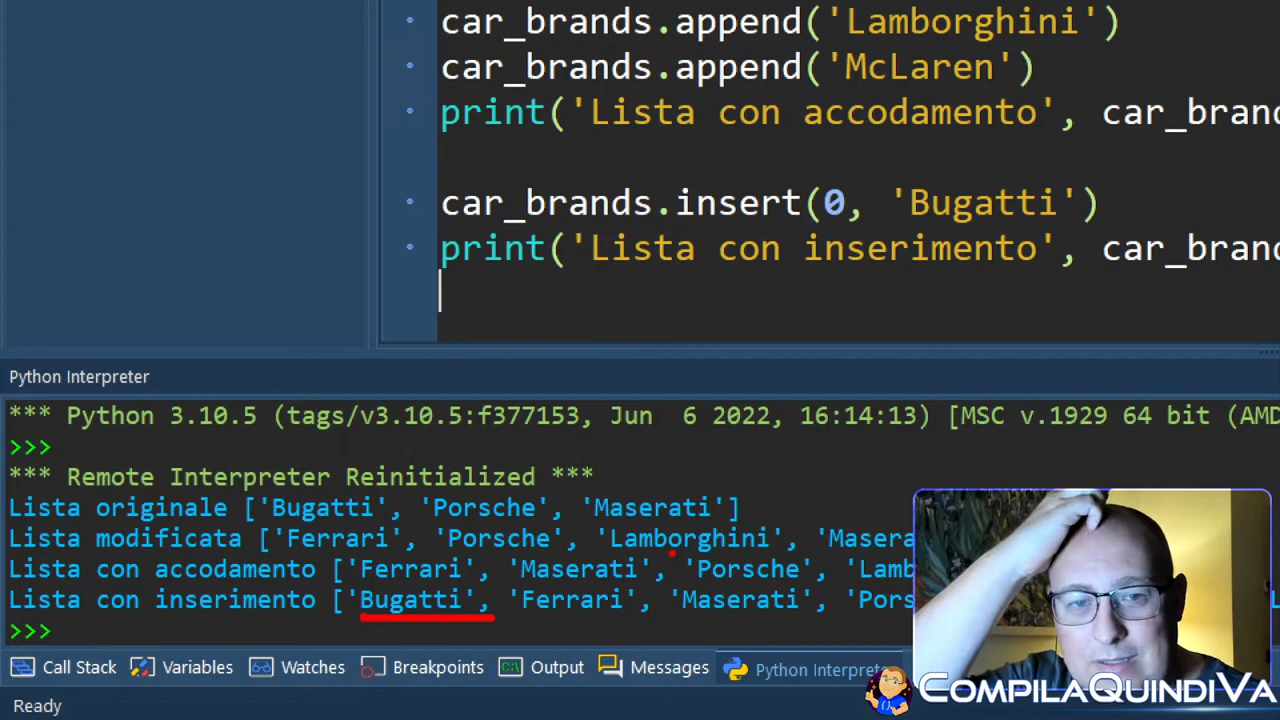 car_brands.append('Lamborghini')
car_brands.append('McLaren')
print('Lista con accodamento', car_brand
car_brands.insert(0, 'Bugatti')
print('Lista con inserimento', car_brand
Python Interpreter
*** Python 3.10.5 (tags/v3.10.5:f377153, Jun  6 2022, 16:14:13) [MSC v.1929 64 bit (AMD
>>>
*** Remote Interpreter Reinitialized ***
Lista originale ['Bugatti', 'Porsche', 'Maserati']
Lista modificata ['Ferrari', 'Porsche', 'Lamborghini', 'Masera
Lista con accodamento ['Ferrari', 'Maserati', 'Porsche', 'Lamb
Lista con inserimento ['Bugatti', 'Ferrari', 'Maserati', 'Pors
>>>
Call Stack Variables Watches Breakpoints Output Messages Python Interprete
COMPILAQUINDIVA
Ready